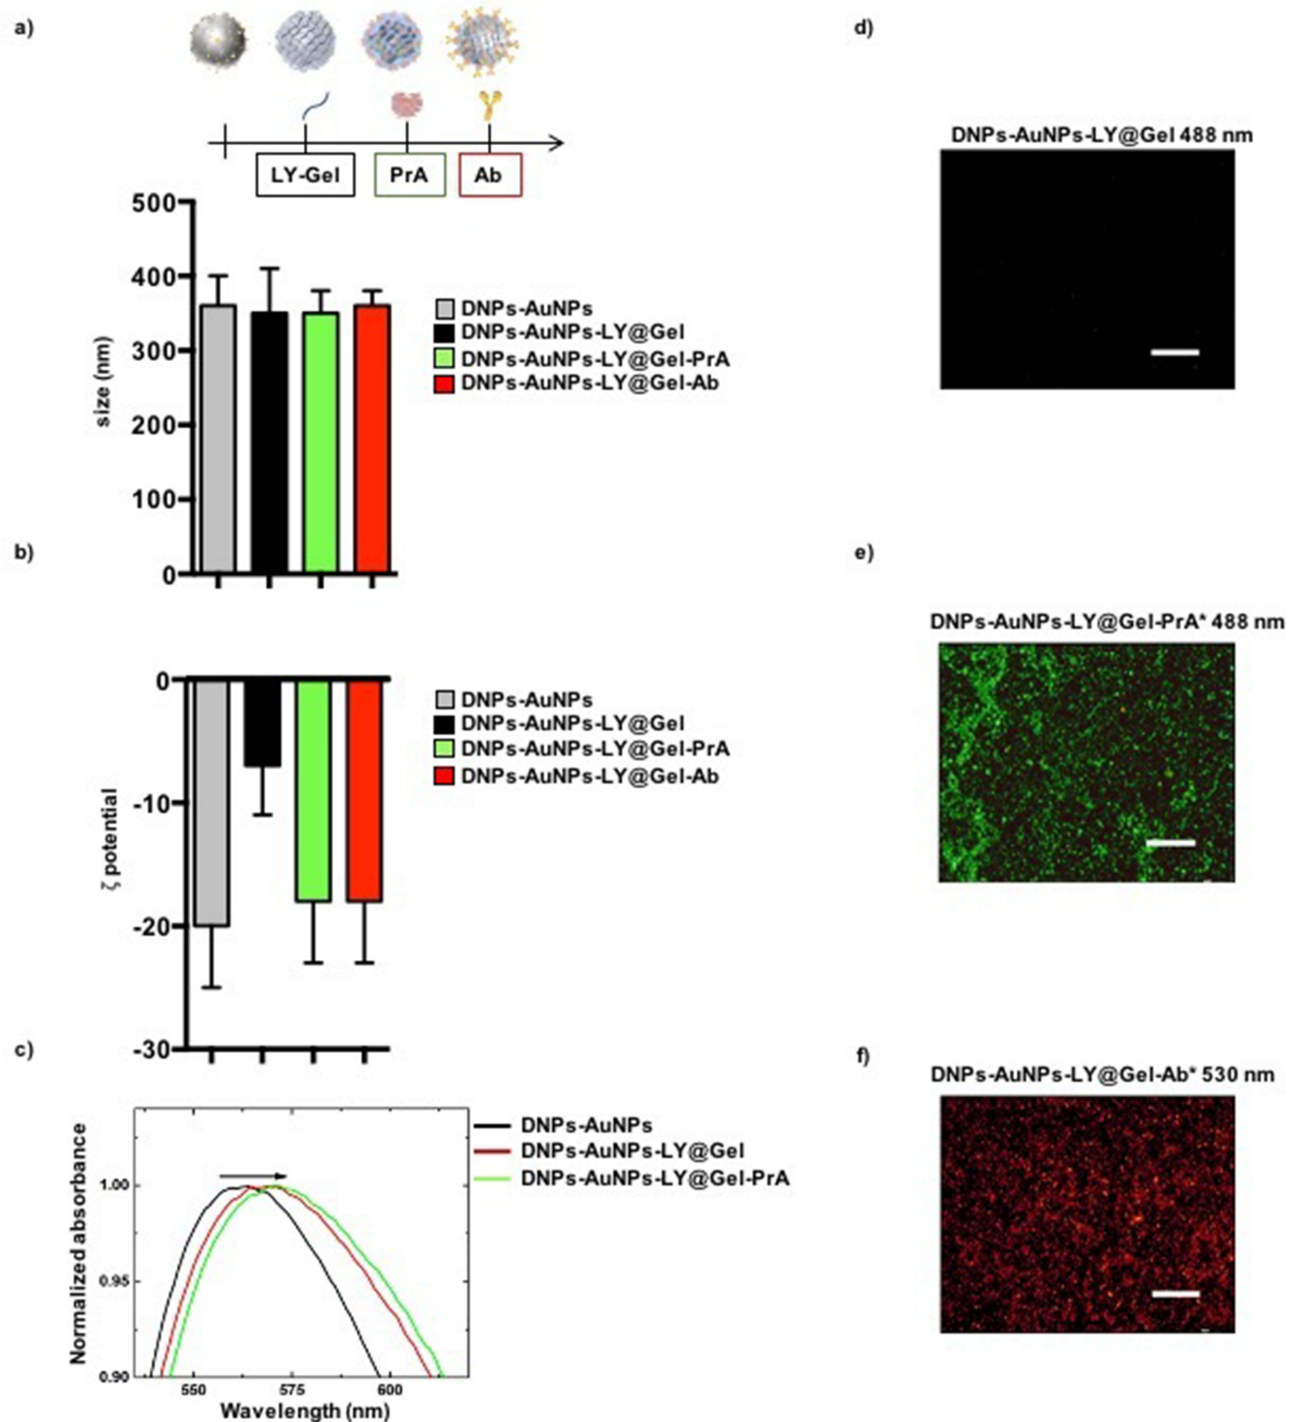 a)
LY-Gel PrA Ab
500
400
300
200
100
0
size (nm)
DNPs-AuNPs
DNPs-AuNPs-LY@Gel
DNPs-AuNPs-LY@Gel-PrA
DNPs-AuNPs-LY@Gel-Ab
b)
0
-10
-20
-30
ζ potential
DNPs-AuNPs
DNPs-AuNPs-LY@Gel
DNPs-AuNPs-LY@Gel-PrA
DNPs-AuNPs-LY@Gel-Ab
c)
1.00
0.95
0.90
Normalized absorbance
550 575 600
Wavelength (nm)
DNPs-AuNPs
DNPs-AuNPs-LY@Gel
DNPs-AuNPs-LY@Gel-PrA
d)
DNPs-AuNPs-LY@Gel 488 nm
e)
DNPs-AuNPs-LY@Gel-PrA* 488 nm
f)
DNPs-AuNPs-LY@Gel-Ab* 530 nm